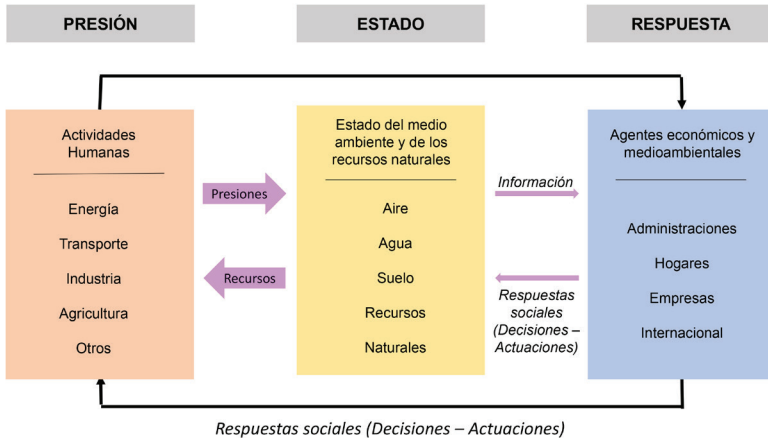 PRESIÓN
ESTADO
RESPUESTA
Actividades
Humanas
Energía
Transporte
Industria
Agricultura
Otros
Presiones
Recursos
Estado del medio
ambiente y de los
recursos naturales
Aire
Agua
Suelo
Recursos
Naturales
Información
Respuestas
sociales
(Decisiones –
Actuaciones)
Agentes económicos y
medioambientales
Administraciones
Hogares
Empresas
Internacional
Respuestas sociales (Decisiones – Actuaciones)